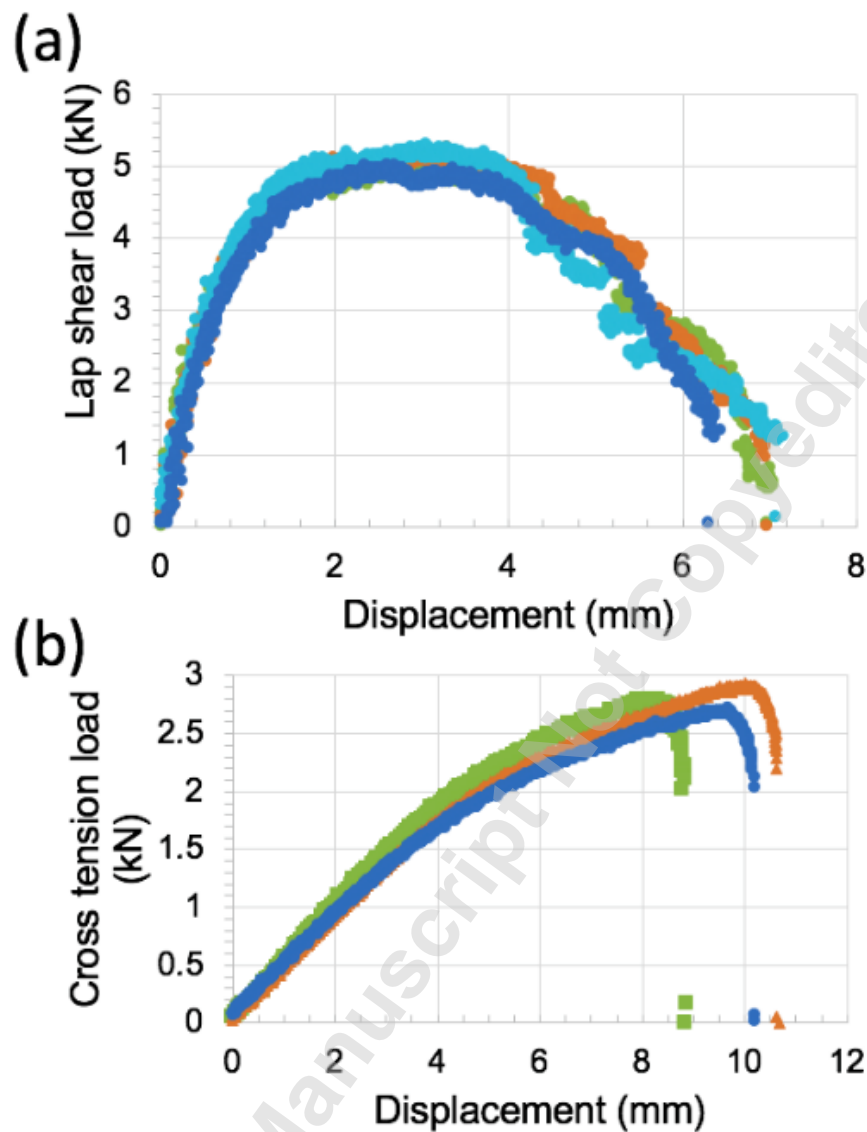 (a)
Lap shear load (kN)
6
5
4
3
2
1
0
0 2 4 6 8
Displacement (mm)
(b)
Cross tension load
(kN)
3
2.5
2
1.5
1
0.5
0
0 2 4 6 8 10 12
Displacement (mm)
Manuscript Not Copyedite